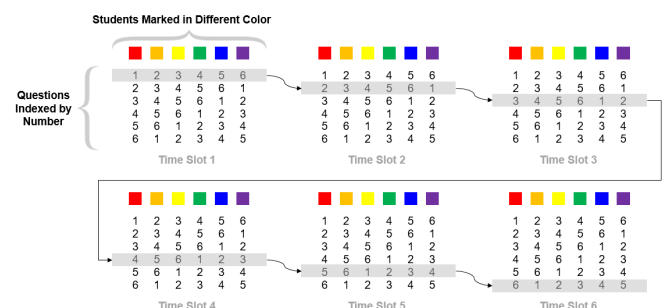 Students Marked in Different Color
Questions
Indexed by
Number
1 2 3 4 5 6
2 3 4 5 6 1
3 4 5 6 1 2
4 5 6 1 2 3
5 6 1 2 3 4
6 1 2 3 4 5
Time Slot 1
1 2 3 4 5 6
2 3 4 5 6 1
3 4 5 6 1 2
4 5 6 1 2 3
5 6 1 2 3 4
6 1 2 3 4 5
Time Slot 2
1 2 3 4 5 6
2 3 4 5 6 1
3 4 5 6 1 2
4 5 6 1 2 3
5 6 1 2 3 4
6 1 2 3 4 5
Time Slot 3
1 2 3 4 5 6
2 3 4 5 6 1
3 4 5 6 1 2
4 5 6 1 2 3
5 6 1 2 3 4
6 1 2 3 4 5
Time Slot 4
1 2 3 4 5 6
2 3 4 5 6 1
3 4 5 6 1 2
4 5 6 1 2 3
5 6 1 2 3 4
6 1 2 3 4 5
Time Slot 5
1 2 3 4 5 6
2 3 4 5 6 1
3 4 5 6 1 2
4 5 6 1 2 3
5 6 1 2 3 4
6 1 2 3 4 5
Time Slot 6